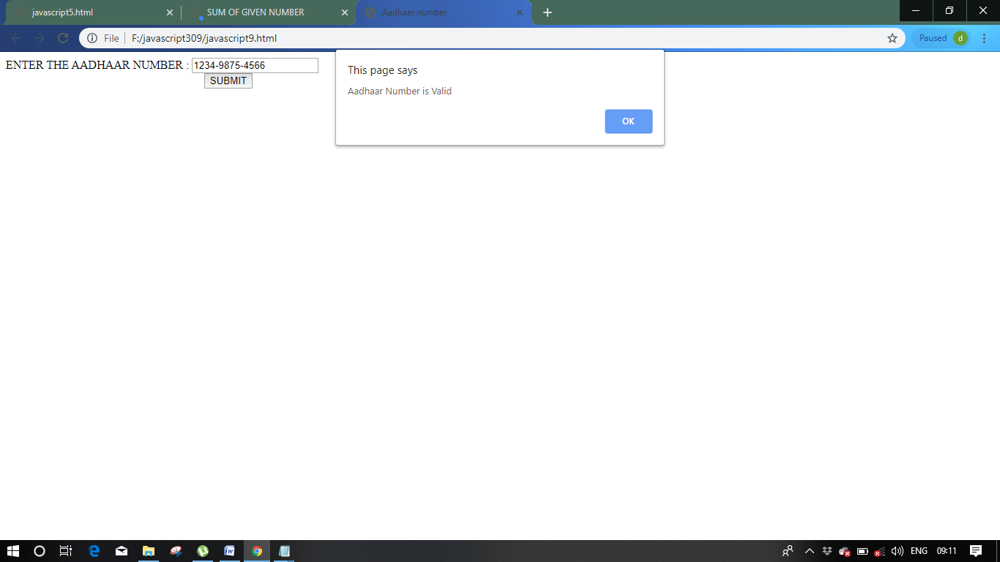 javascript5.html
SUM OF GIVEN NUMBER
Aadhaar number
File
F:/javascript309/javascript9.html
Paused
d
ENTER THE AADHAAR NUMBER : 1234-9875-4566
SUBMIT
This page says
Aadhaar Number is Valid
OK
ENG
09:11